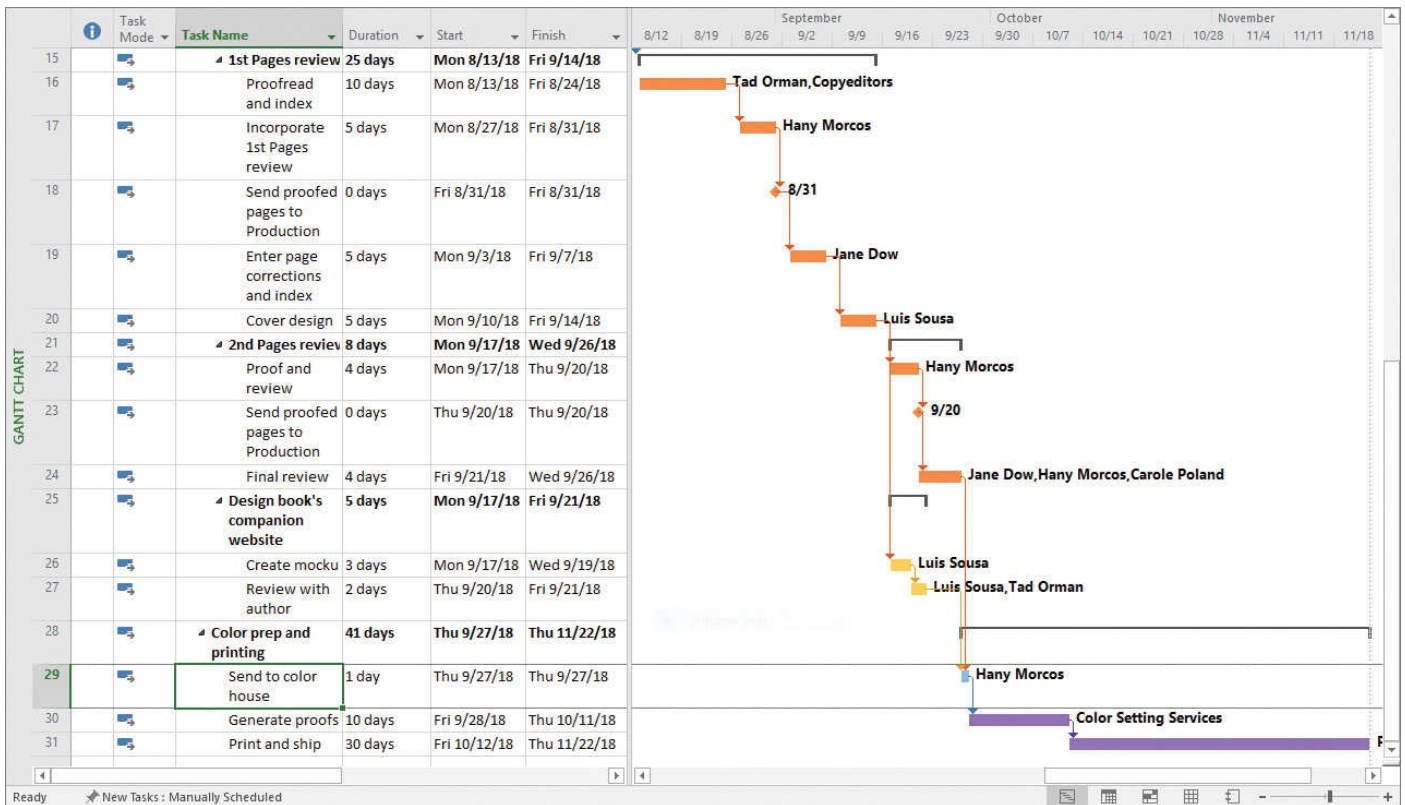 Task
Mode Task Name Duration Start Finish
September October November
8/12 8/19 8/26 9/2 9/9 9/16 9/23 9/30 10/7 10/14 10/21 10/28 11/4 11/11 11/18
15 1st Pages review 25 days Mon 8/13/18 Fri 9/14/18
16 Proofread 10 days Mon 8/13/18 Fri 8/24/18 Tad Orman,Copyeditors
and index
17 Incorporate 5 days Mon 8/27/18 Fri 8/31/18 Hany Morcos
1st Pages
review
18 Send proofed 0 days Fri 8/31/18 Fri 8/31/18 8/31
pages to
Production
19 Enter page 5 days Mon 9/3/18 Fri 9/7/18 Jane Dow
corrections
and index
20 Cover design 5 days Mon 9/10/18 Fri 9/14/18 Luis Sousa
21 2nd Pages review 8 days Mon 9/17/18 Wed 9/26/18
22 Proof and 4 days Mon 9/17/18 Thu 9/20/18 Hany Morcos
review
23 Send proofed 0 days Thu 9/20/18 Thu 9/20/18 9/20
pages to
Production
24 Final review 4 days Fri 9/21/18 Wed 9/26/18 Jane Dow,Hany Morcos,Carole Poland
25 Design book's 5 days Mon 9/17/18 Fri 9/21/18
companion
website
26 Create mocku 3 days Mon 9/17/18 Wed 9/19/18 Luis Sousa
27 Review with 2 days Thu 9/20/18 Fri 9/21/18 Luis Sousa,Tad Orman
author
28 Color prep and 41 days Thu 9/27/18 Thu 11/22/18
printing
29 Send to color 1 day Thu 9/27/18 Thu 9/27/18 Hany Morcos
house
30 Generate proofs 10 days Fri 9/28/18 Thu 10/11/18 Color Setting Services
31 Print and ship 30 days Fri 10/12/18 Thu 11/22/18
GANTT CHART
Ready New Tasks : Manually Scheduled